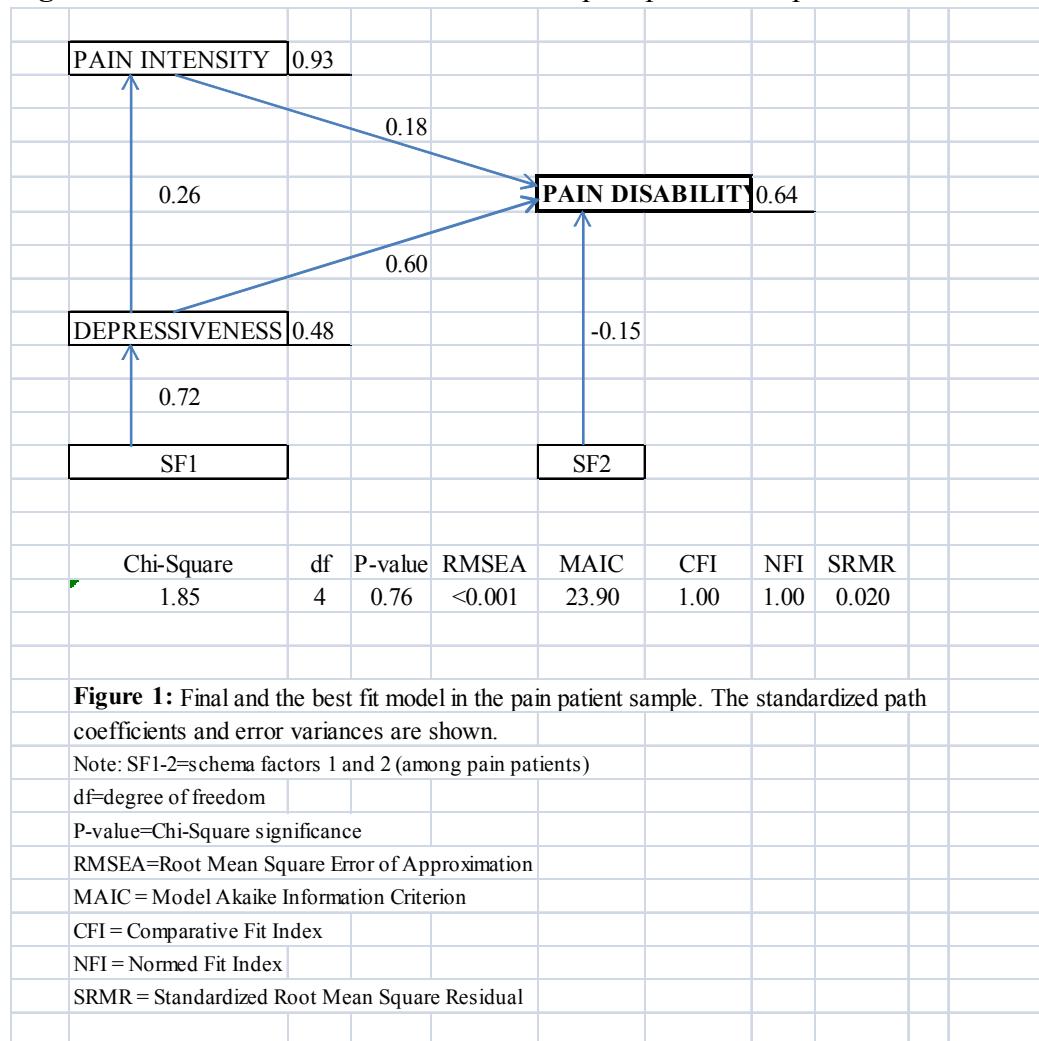 PAIN INTENSITY 0.93
0.18
0.26
PAIN DISABILITY 0.64
0.60
DEPRESSIVENESS 0.48
-0.15
0.72
SF1 SF2
Chi-Square df P-value RMSEA MAIC CFI NFI SRMR
1.85 4 0.76 <0.001 23.90 1.00 1.00 0.020
Figure 1: Final and the best fit model in the pain patient sample. The standardized path
coefficients and error variances are shown.
Note: SF1-2=schema factors 1 and 2 (among pain patients)
df=degree of freedom
P-value=Chi-Square significance
RMSEA=Root Mean Square Error of Approximation
MAIC = Model Akaike Information Criterion
CFI = Comparative Fit Index
NFI = Normed Fit Index
SRMR = Standardized Root Mean Square Residual